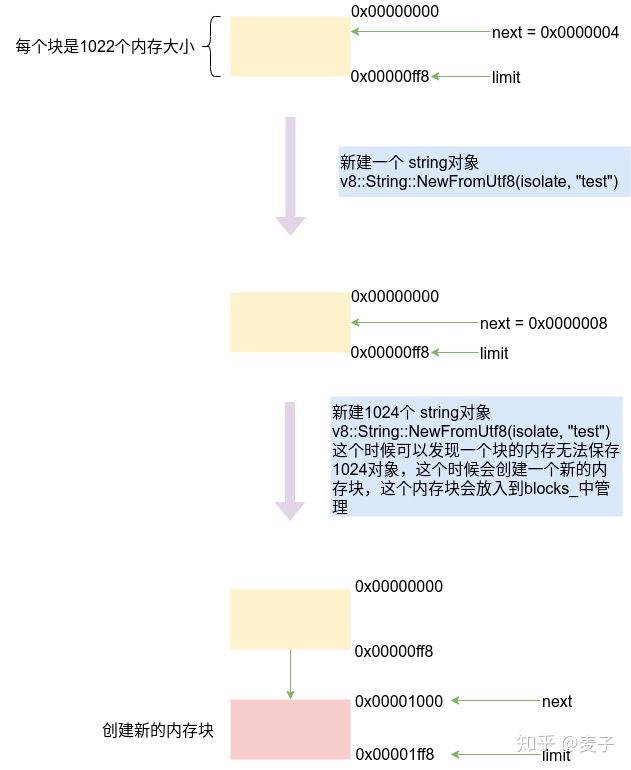 0x00000000
每个块是1022个内存大小
next = 0x0000004
0x00000ff8
limit
新建一个 string对象
v8::String::NewFromUtf8(isolate, "test")
0x00000000
next = 0x0000008
0x00000ff8
limit
新建1024个 string对象
v8::String::NewFromUtf8(isolate, "test")
这个时候可以发现一个块的内存无法保存
1024对象，这个时候会创建一个新的内
存块，这个内存块会放入到blocks_中管
理
0x00000000
0x00000ff8
0x00001000
next
创建新的内存块
0x00001ff8
limit
知乎 @麦子